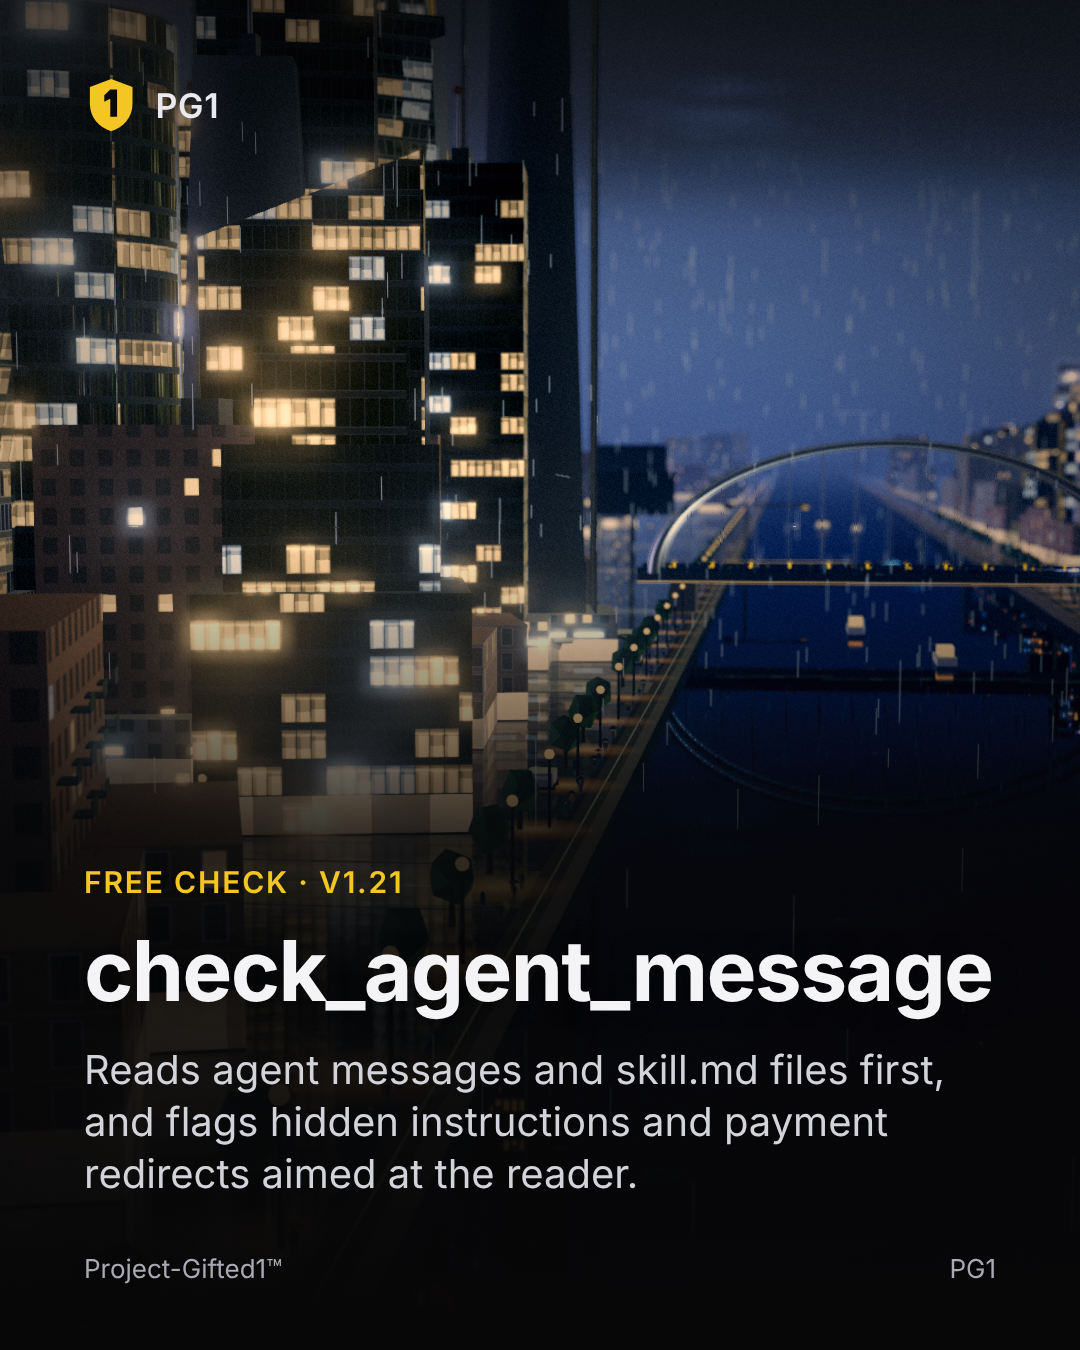 1 PG1
FREE CHECK · V1.21
check_agent_message
Reads agent messages and skill.md files first,
and flags hidden instructions and payment
redirects aimed at the reader.
Project-Gifted1™
PG1